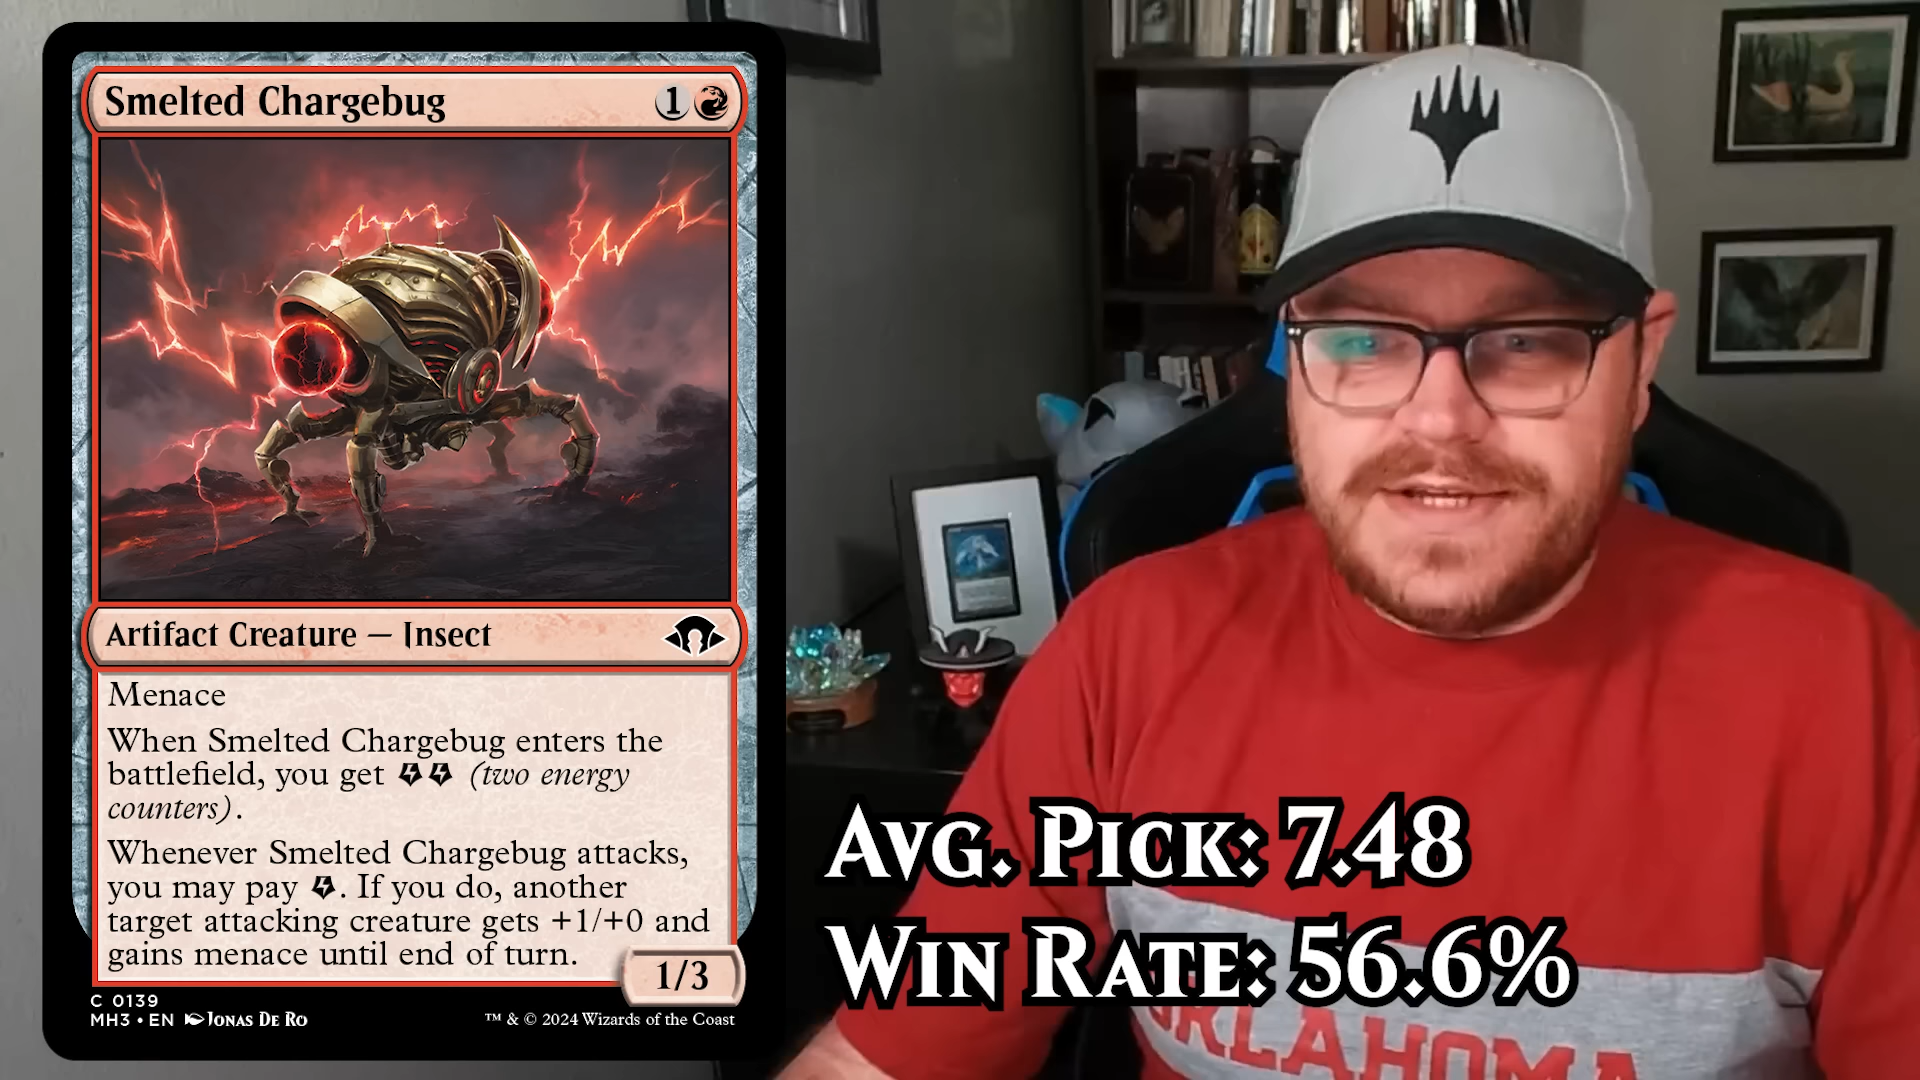 Smelted Chargebug
1
Artifact Creature — Insect
Menace
When Smelted Chargebug enters the
battlefield, you get (two energy
counters).
Whenever Smelted Chargebug attacks,
you may pay . If you do, another
target attacking creature gets +1/+0 and
gains menace until end of turn.
1/3
C 0139
MH3 • EN Jonas De Ro
™ & © 2024 Wizards of the Coast
Avg. Pick: 7.48
Win Rate: 56.6%
OKLAHOMA